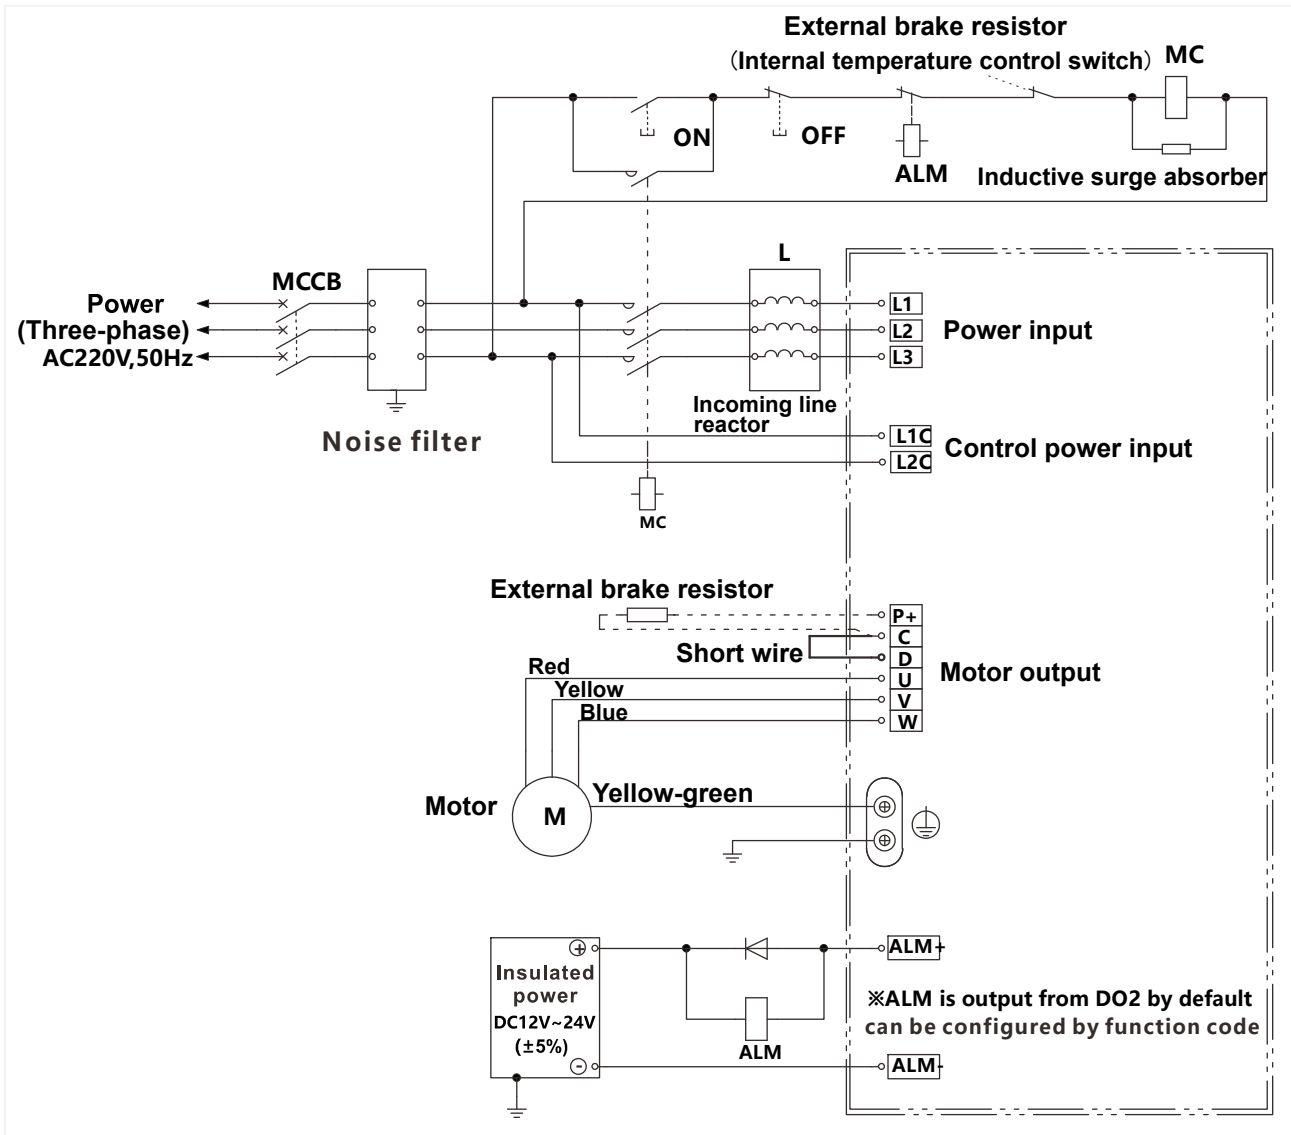 External brake resistor
（Internal temperature control switch） MC
ON
OFF
ALM
Inductive surge absorber
L
MCCB
Power
(Three-phase)
AC220V,50Hz
L1
L2
L3
Power input
Incoming line
reactor
Noise filter
L1C
L2C
Control power input
MC
External brake resistor
P+
C
D
U
V
W
Short wire
Motor output
Red
Yellow
Blue
Motor
M
Yellow-green
+
Insulated
power
DC12V~24V
(±5%)
-
ALM
ALM+
※ALM is output from DO2 by default
can be configured by function code
ALM-